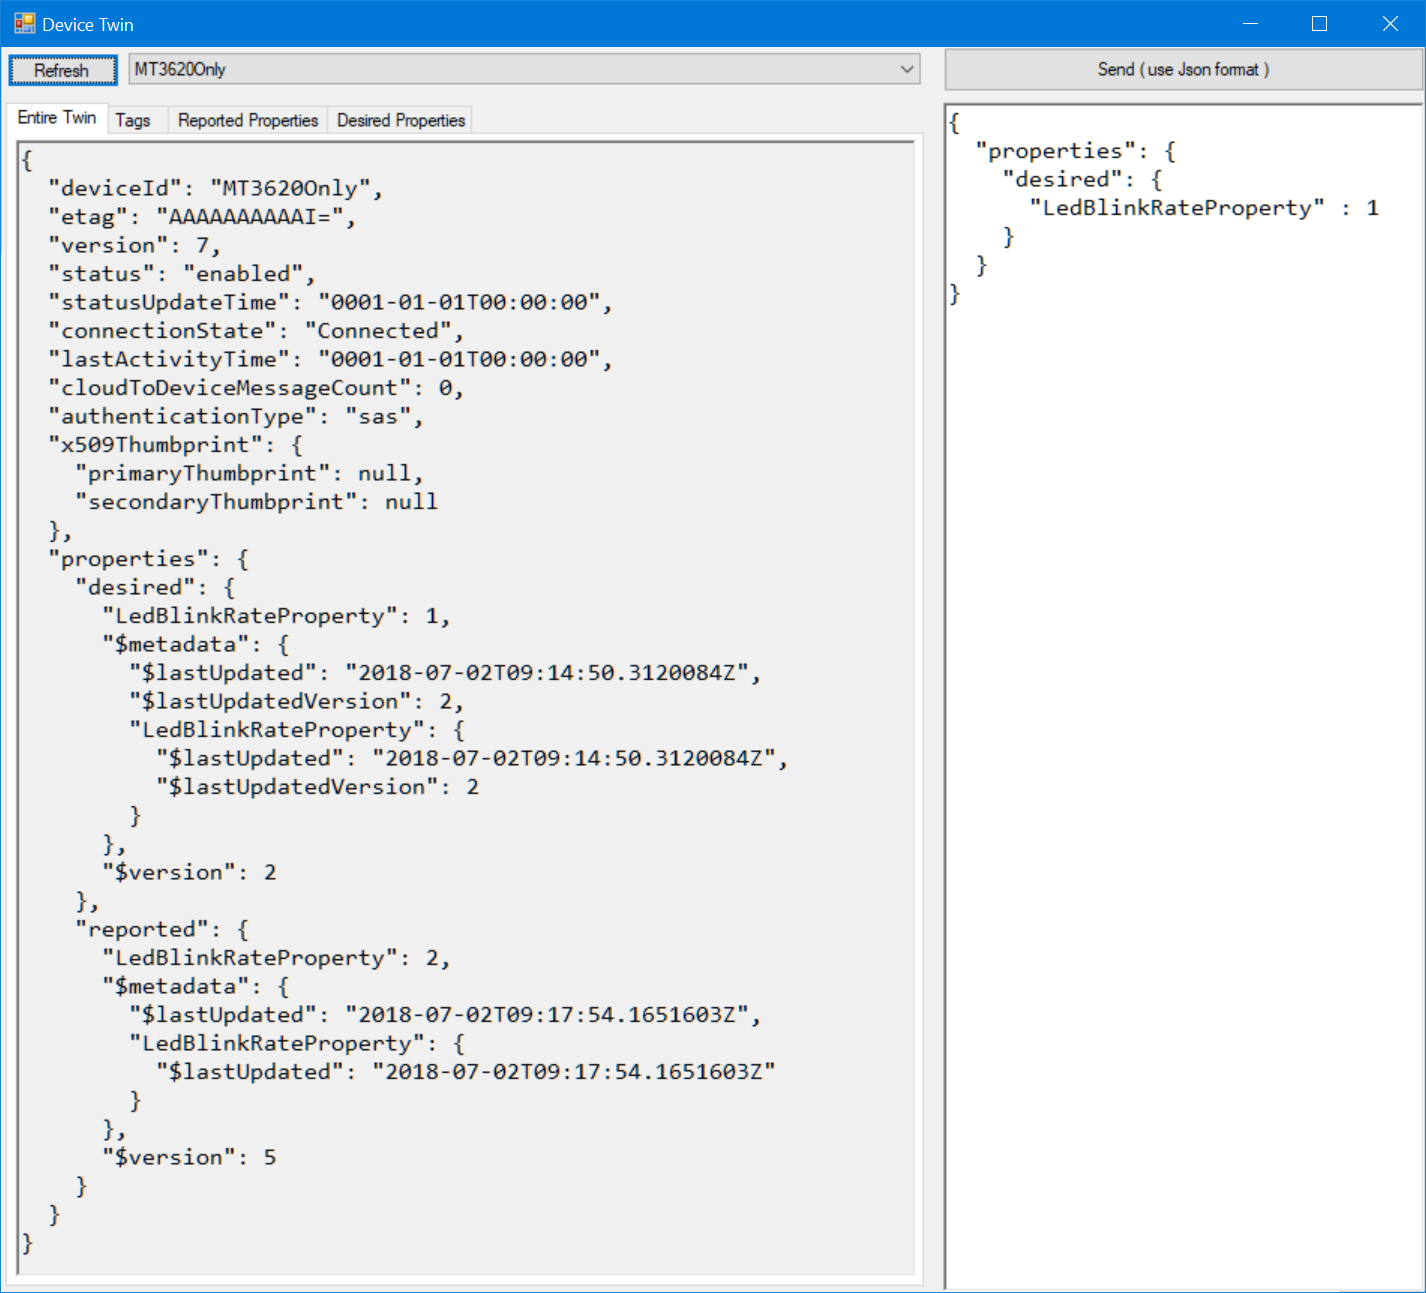 Device Twin
Refresh
MT3620Only
Send ( use Json format )
Entire Twin
Tags
Reported Properties
Desired Properties
{
  "deviceId": "MT3620Only",
  "etag": "AAAAAAAAAAI=",
  "version": 7,
  "status": "enabled",
  "statusUpdateTime": "0001-01-01T00:00:00",
  "connectionState": "Connected",
  "lastActivityTime": "0001-01-01T00:00:00",
  "cloudToDeviceMessageCount": 0,
  "authenticationType": "sas",
  "x509Thumbprint": {
    "primaryThumbprint": null,
    "secondaryThumbprint": null
  },
  "properties": {
    "desired": {
      "LedBlinkRateProperty": 1,
      "$metadata": {
        "$lastUpdated": "2018-07-02T09:14:50.3120084Z",
        "$lastUpdatedVersion": 2,
        "LedBlinkRateProperty": {
          "$lastUpdated": "2018-07-02T09:14:50.3120084Z",
          "$lastUpdatedVersion": 2
        }
      },
      "$version": 2
    },
    "reported": {
      "LedBlinkRateProperty": 2,
      "$metadata": {
        "$lastUpdated": "2018-07-02T09:17:54.1651603Z",
        "LedBlinkRateProperty": {
          "$lastUpdated": "2018-07-02T09:17:54.1651603Z"
        }
      },
      "$version": 5
    }
  }
}
{
  "properties": {
    "desired": {
      "LedBlinkRateProperty" : 1
    }
  }
}